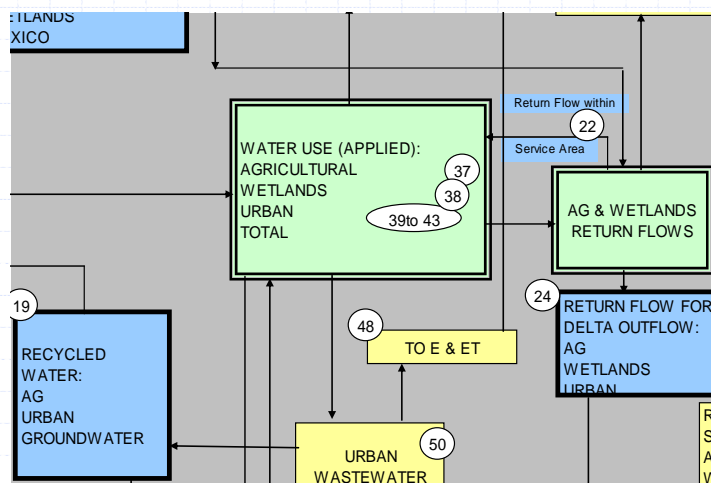 ETLANDS
XICO
Return Flow within
22
Service Area
WATER USE (APPLIED):
AGRICULTURAL
WETLANDS
URBAN
TOTAL
37
38
39to 43
AG & WETLANDS
RETURN FLOWS
19
RECYCLED
WATER:
AG
URBAN
GROUNDWATER
48
TO E & ET
24
RETURN FLOW FOR
DELTA OUTFLOW:
AG
WETLANDS
URBAN
50
URBAN
WASTEWATER
R
S
A
W